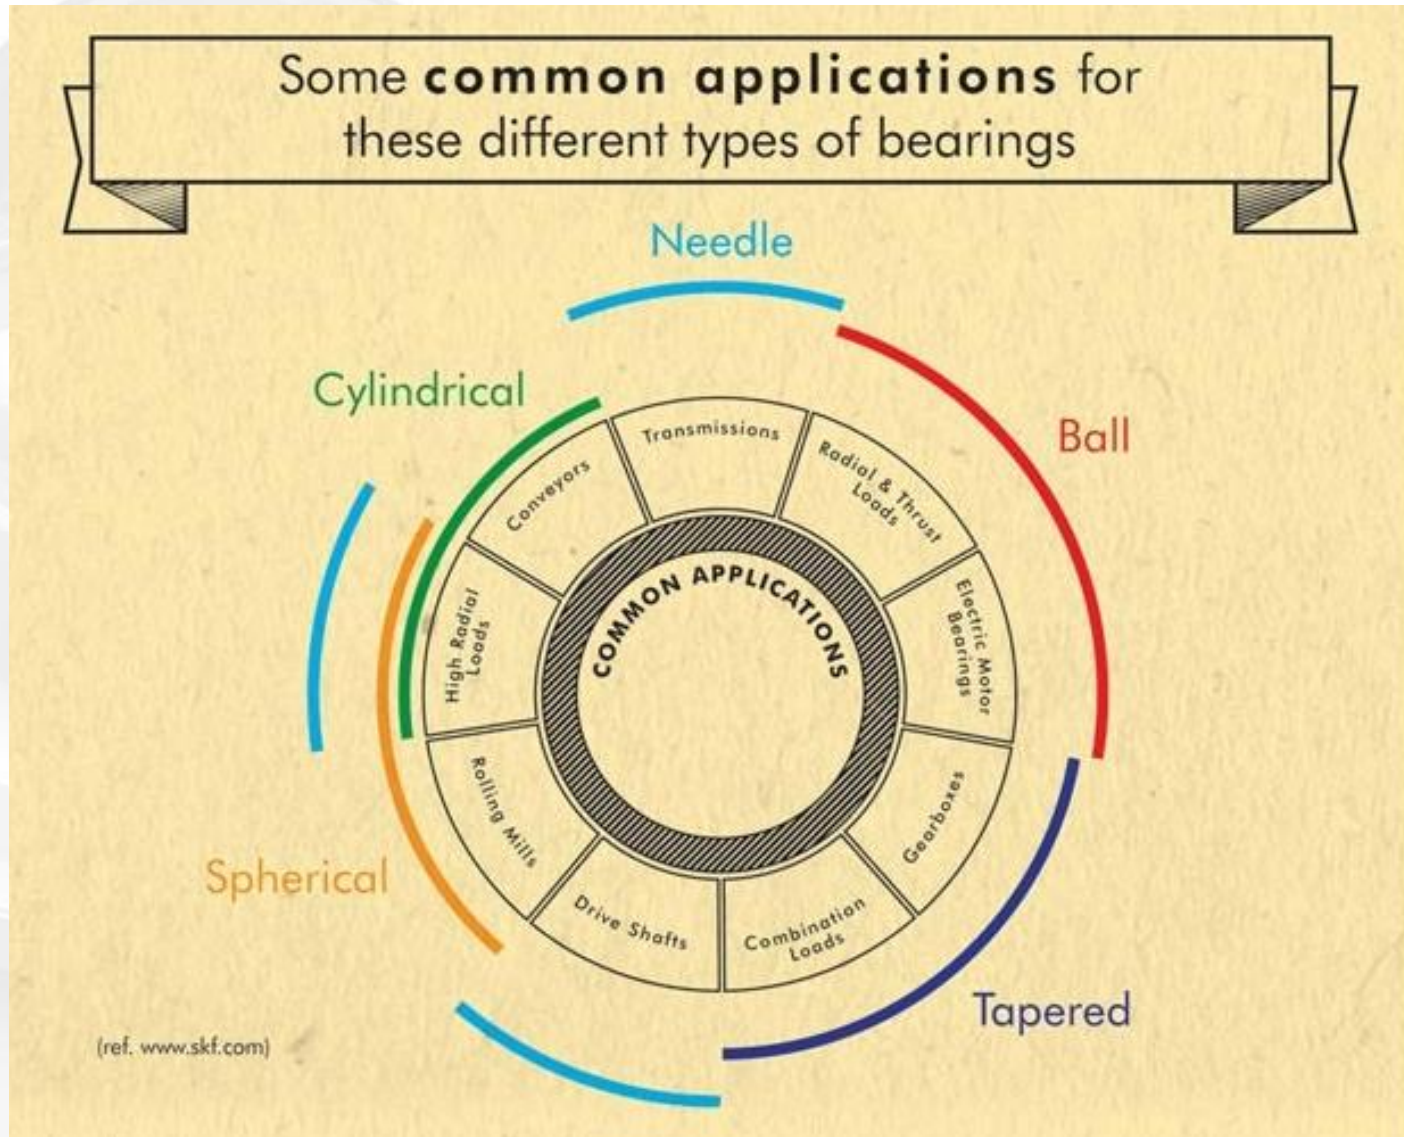 Some common applications for
these different types of bearings
Needle
Cylindrical
Ball
Transmissions
Radial & Thrust
Loads
Conveyors
Electric Motor
Bearings
High Radial
Loads
COMMON APPLICATIONS
Gearboxes
Rolling Mills
Spherical
Drive Shafts
Combination
Loads
Tapered
(ref. www.skf.com)